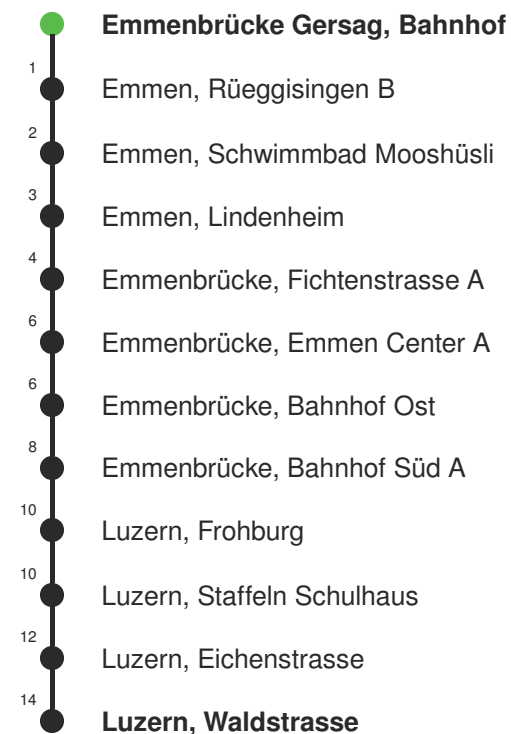 Emmenbrücke Gersag, Bahnhof
1
Emmen, Rüeggisingen B
2
Emmen, Schwimmbad Mooshüsli
3
Emmen, Lindenheim
4
Emmenbrücke, Fichtenstrasse A
6
Emmenbrücke, Emmen Center A
6
Emmenbrücke, Bahnhof Ost
8
Emmenbrücke, Bahnhof Süd A
10
Luzern, Frohburg
10
Luzern, Staffeln Schulhaus
12
Luzern, Eichenstrasse
14
Luzern, Waldstrasse